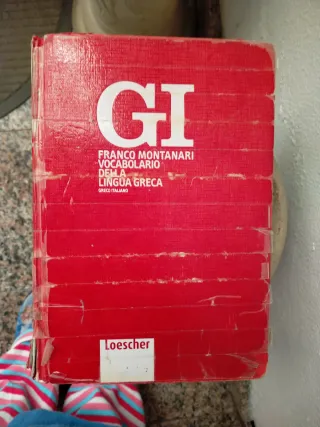 GI
FRANCO MONTANARI
VOCABOLARIO
DELLA
LINGUA GRECA
GRECO ITALIANO
Loescher